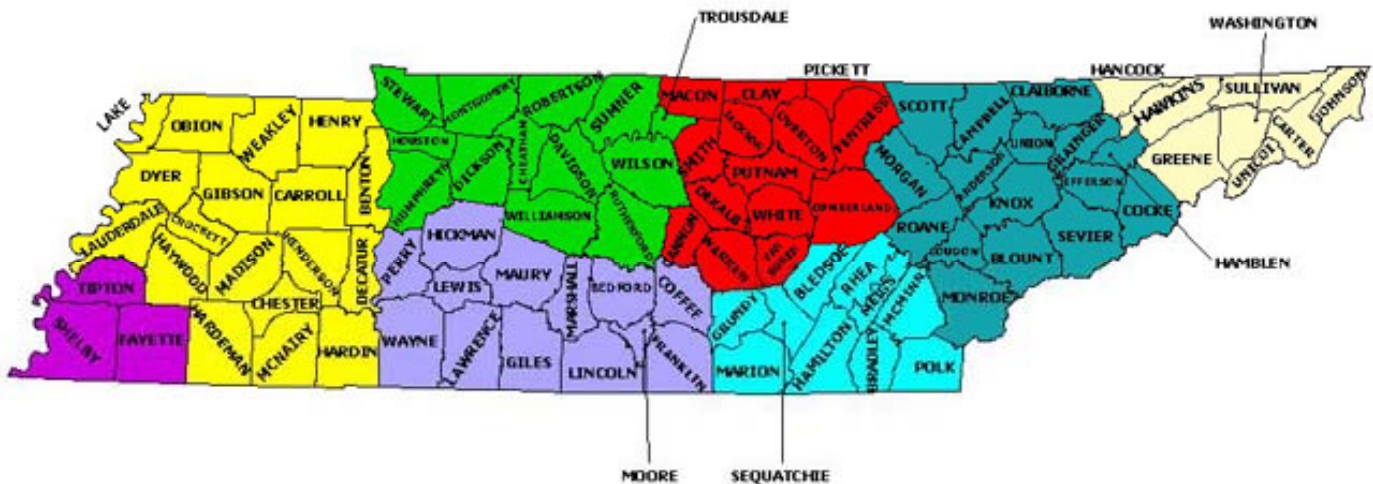 TROUSDALE
WASHINGTON
PICKETT
HANCOCK
LAKE
OBION
WEAKLEY
HENRY
STEWART
MONTGOMERY
ROBERTSON
SUMNER
MACON
CLAY
SCOTT
CLAIBORNE
HAWKINS
SULLIVAN
JOHNSON
HOUSTON
CHEATHAM
DAVIDSON
WILSON
SMITH
JACKSON
OVERTON
FENTRESS
CAMPBELL
UNION
GRAINGER
GREENE
UNICOI
CARTER
DYER
GIBSON
CARROLL
BENTON
HUMPHREYS
DICKSON
PUTNAM
MORGAN
ANDERSON
KNOX
JEFFERSON
COCKE
LAUDERDALE
CROCKETT
HAYWOOD
MADISON
HENDERSON
DECATUR
PERRY
HICKMAN
WILLIAMSON
RUTHERFORD
CANNON
DEKALB
WHITE
CUMBERLAND
ROANE
LOUDON
BLOUNT
SEVIER
HAMBLEN
TIPTON
CHESTER
LEWIS
MAURY
MARSHALL
BEDFORD
COFFEE
WARREN
VAN
BUREN
BLEDSOE
RHEA
MEIGS
MCMINN
MONROE
SHELBY
FAYETTE
HARDEMAN
MCNAIRY
HARDIN
WAYNE
LAWRENCE
GILES
LINCOLN
FRANKLIN
GRUNDY
MARION
HAMILTON
BRADLEY
POLK
MOORE
SEQUATCHIE